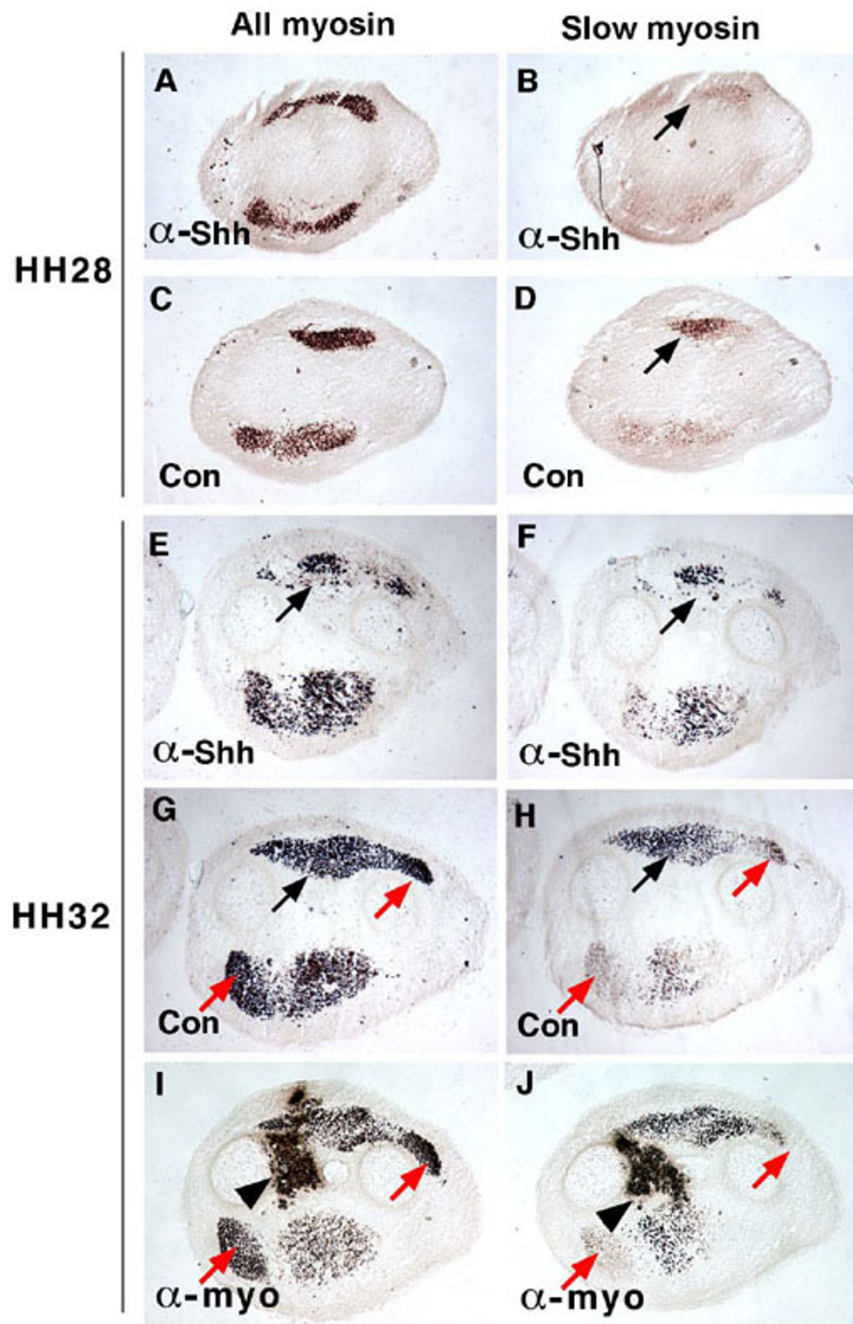 All myosin Slow myosin
A B
α-Shh α-Shh
HH28
C D
Con Con
E F
α-Shh α-Shh
G H
HH32
Con Con
I J
α-myo α-myo